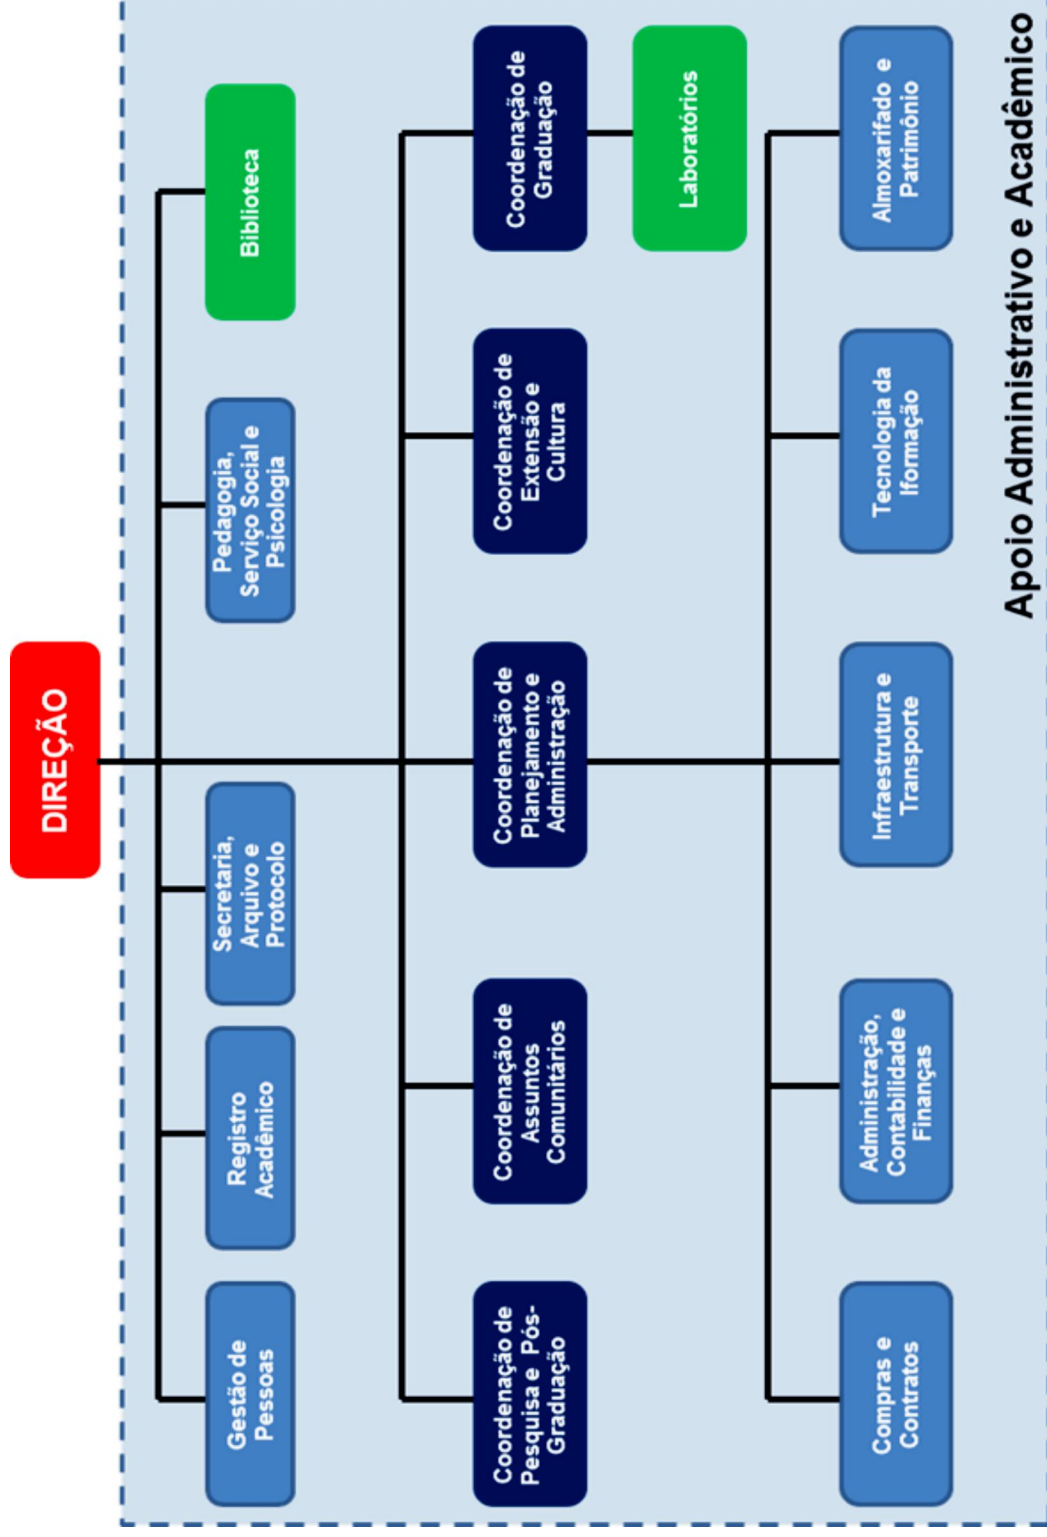 DIREÇÃO
Gestão de
Pessoas
Registro
Acadêmico
Secretaria,
Arquivo e
Protocolo
Pedagogia,
Serviço Social e
Psicologia
Biblioteca
Coordenação de
Pesquisa e Pós-
Graduação
Coordenação de
Assuntos
Comunitários
Coordenação de
Planejamento e
Administração
Coordenação de
Extensão e
Cultura
Coordenação de
Graduação
Laboratórios
Compras e
Contratos
Administração,
Contabilidade e
Finanças
Infraestrutura e
Transporte
Tecnologia da
Iformação
Almoxarifado e
Patrimônio
Apoio Administrativo e Acadêmico